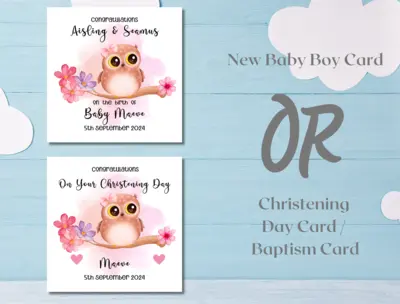 Congratulations
Aisling & Seamus
on the birth of
Baby Maeve
5th September 2024
Congratulations
On Your Christening Day
Maeve
5th September 2024
New Baby Boy Card
OR
Christening
Day Card /
Baptism Card